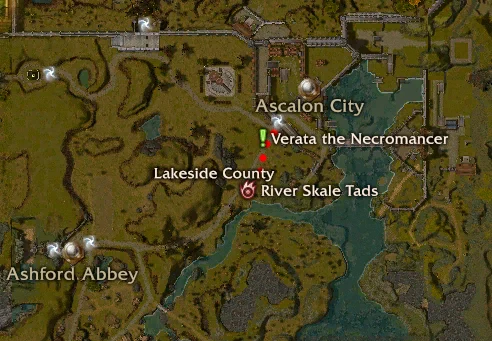 Ascalon City
Verata the Necromancer
Lakeside County
River Skale Tads
Ashford Abbey